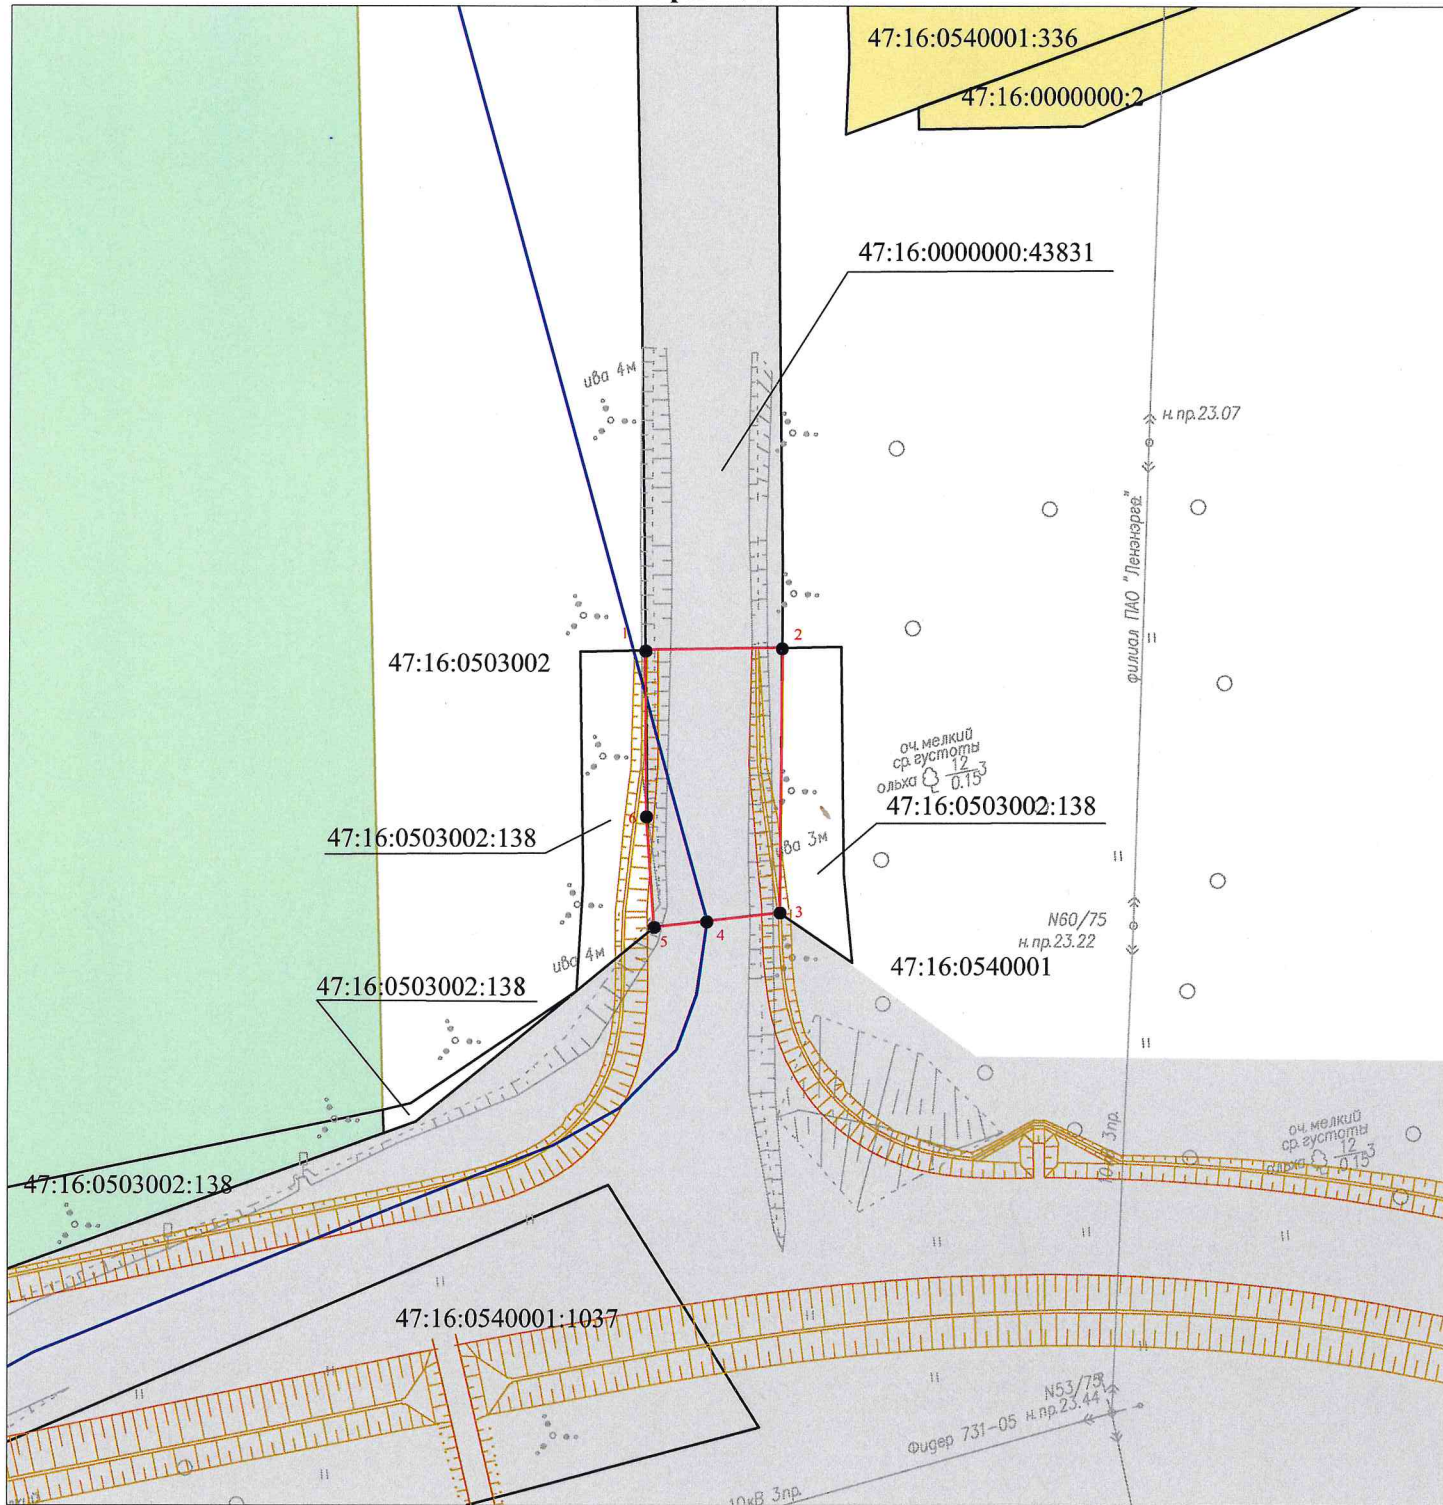 47:16:0540001:336
47:16:0000000:2
47:16:0000000:43831
ива 4м
н.пр.23.07
филиал ПАО "Ленэнерго"
1
2
47:16:0503002
оч. мелкий
ср. густоты
ольха 12 3
0.15
47:16:0503002:138
6
47:16:0503002:138
ива 3м
3
5
4
N60/75
н.пр.23.22
ива 4м
47:16:0540001
47:16:0503002:138
10кВ 3пр.
оч. мелкий
ср. густоты
ольха 12 3
0.15
47:16:0503002:138
47:16:0540001:1037
N53/75
н.пр.23.44
Фидер 731-05
10кВ 3пр.